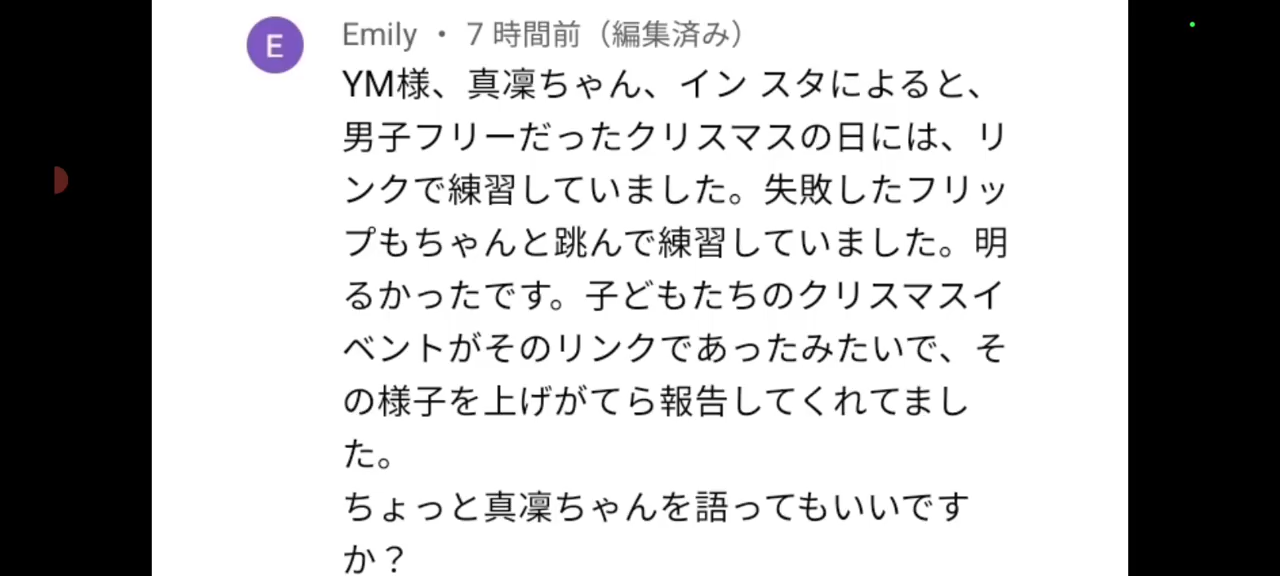 E
Emily ・ 7 時間前（編集済み）
YM様、真凜ちゃん、イン スタによると、
男子フリーだったクリスマスの日には、リ
ンクで練習していました。失敗したフリッ
プもちゃんと跳んで練習していました。明
るかったです。子どもたちのクリスマスイ
ベントがそのリンクであったみたいで、そ
の様子を上げがてら報告してくれてまし
た。
ちょっと真凜ちゃんを語ってもいいです
か？